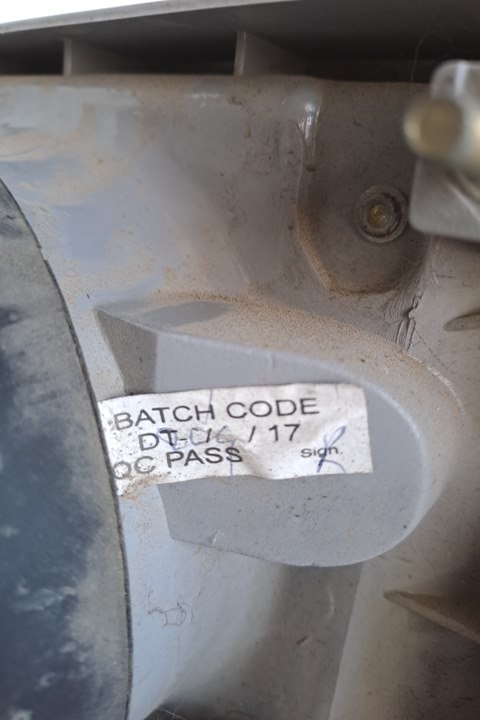 BATCH CODE
DT- / / 17
QC PASS Sign.